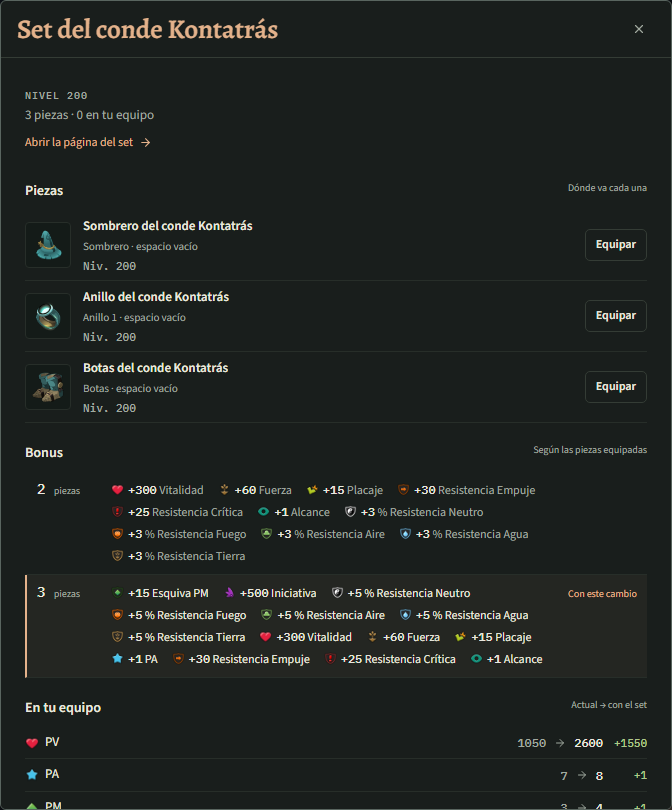 Set del conde Kontatrás
×
NIVEL 200
3 piezas · 0 en tu equipo
Abrir la página del set →
Piezas
Dónde va cada una
Sombrero del conde Kontatrás
Sombrero · espacio vacío
Niv. 200
Equipar
Anillo del conde Kontatrás
Anillo 1 · espacio vacío
Niv. 200
Equipar
Botas del conde Kontatrás
Botas · espacio vacío
Niv. 200
Equipar
Bonus
Según las piezas equipadas
2 piezas
+300 Vitalidad +60 Fuerza +15 Placaje +30 Resistencia Empuje
+25 Resistencia Crítica +1 Alcance +3 % Resistencia Neutro
+3 % Resistencia Fuego +3 % Resistencia Aire +3 % Resistencia Agua
+3 % Resistencia Tierra
3 piezas
+15 Esquiva PM +500 Iniciativa +5 % Resistencia Neutro
Con este cambio
+5 % Resistencia Fuego +5 % Resistencia Aire +5 % Resistencia Agua
+5 % Resistencia Tierra +300 Vitalidad +60 Fuerza +15 Placaje
+1 PA +30 Resistencia Empuje +25 Resistencia Crítica +1 Alcance
En tu equipo
Actual → con el set
PV 1050 → 2600 +1550
PA 7 → 8 +1
PM 3 → 4 +1